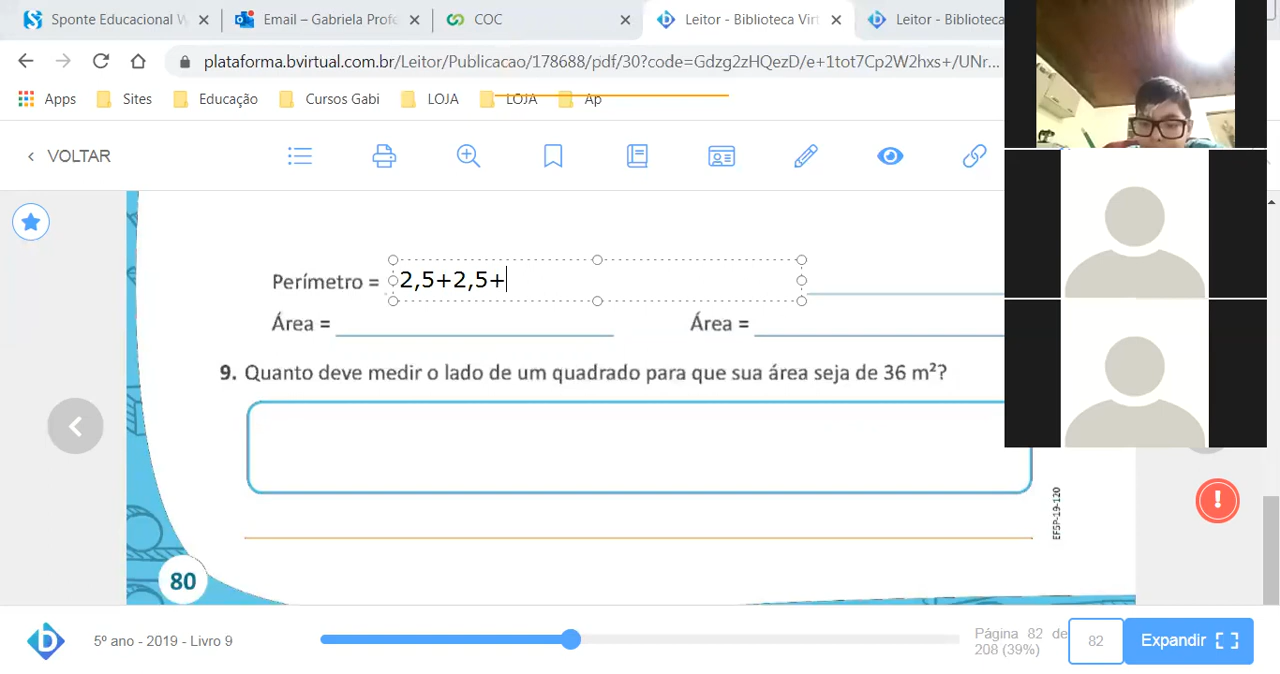 Sponte Educacional W
Email – Gabriela Profe
COC
Leitor - Biblioteca Virt
Leitor - Biblioteca
plataforma.bvirtual.com.br/Leitor/Publicacao/178688/pdf/30?code=Gdzg2zHQezD/e+1tot7Cp2W2hxs+/UNr...
Apps
Sites
Educação
Cursos Gabi
LOJA
LOJA
Ap
VOLTAR
Perímetro = 2,5+2,5+
Área = Área =
9. Quanto deve medir o lado de um quadrado para que sua área seja de 36 m²?
EF5P-19-120
80
5º ano - 2019 - Livro 9
Página 82 de
208 (39%)
82
Expandir